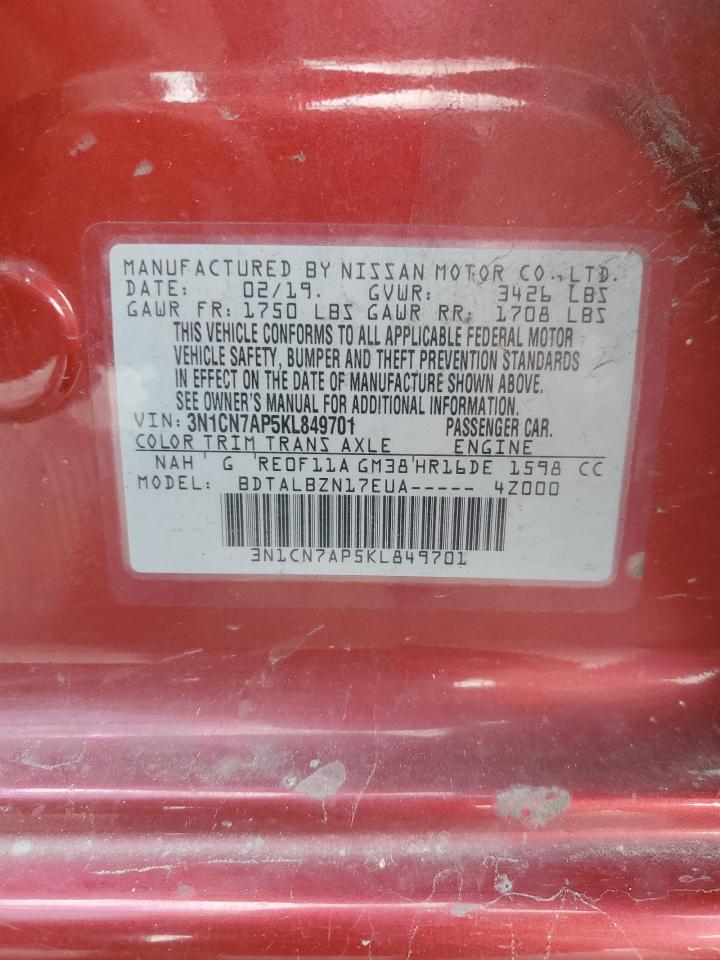 MANUFACTURED BY NISSAN MOTOR CO., LTD.
DATE: 02/19. GVWR: 3426 LBS
GAWR FR: 1750 LBS GAWR RR: 1708 LBS
THIS VEHICLE CONFORMS TO ALL APPLICABLE FEDERAL MOTOR
VEHICLE SAFETY, BUMPER AND THEFT PREVENTION STANDARDS
IN EFFECT ON THE DATE OF MANUFACTURE SHOWN ABOVE.
SEE OWNER'S MANUAL FOR ADDITIONAL INFORMATION.
VIN: 3N1CN7AP5KL849701 PASSENGER CAR.
COLOR TRIM TRANS AXLE ENGINE
NAH G RE0F11A GM38 HR16DE 1598 CC
MODEL: BDTALBZN17EUA----- 4Z000
3N1CN7AP5KL849701